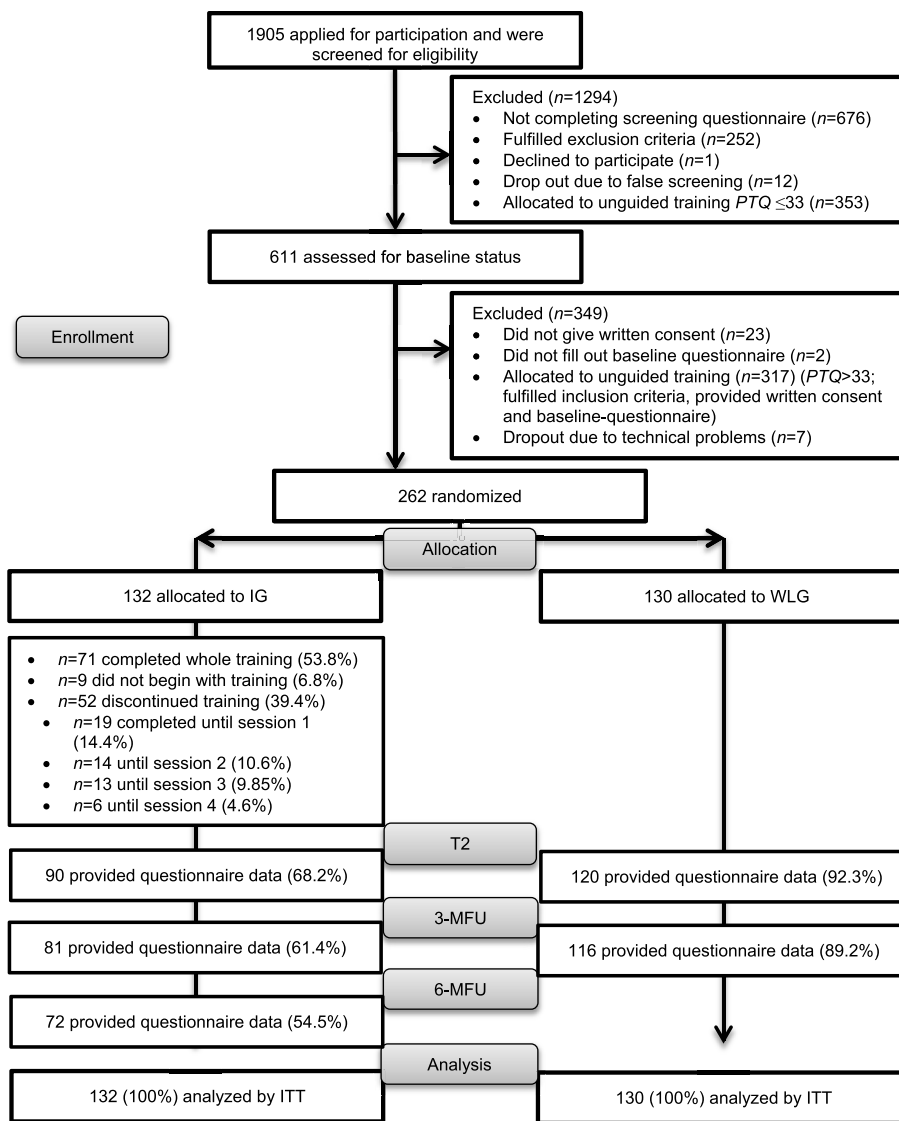 1905 applied for participation and were
screened for eligibility
Excluded (n=1294)
• Not completing screening questionnaire (n=676)
• Fulfilled exclusion criteria (n=252)
• Declined to participate (n=1)
• Drop out due to false screening (n=12)
• Allocated to unguided training PTQ ≤33 (n=353)
611 assessed for baseline status
Enrollment
Excluded (n=349)
• Did not give written consent (n=23)
• Did not fill out baseline questionnaire (n=2)
• Allocated to unguided training (n=317) (PTQ>33;
fulfilled inclusion criteria, provided written consent
and baseline-questionnaire)
• Dropout due to technical problems (n=7)
262 randomized
Allocation
132 allocated to IG
130 allocated to WLG
• n=71 completed whole training (53.8%)
• n=9 did not begin with training (6.8%)
• n=52 discontinued training (39.4%)
• n=19 completed until session 1
(14.4%)
• n=14 until session 2 (10.6%)
• n=13 until session 3 (9.85%)
• n=6 until session 4 (4.6%)
T2
90 provided questionnaire data (68.2%)
120 provided questionnaire data (92.3%)
3-MFU
81 provided questionnaire data (61.4%)
116 provided questionnaire data (89.2%)
6-MFU
72 provided questionnaire data (54.5%)
Analysis
132 (100%) analyzed by ITT
130 (100%) analyzed by ITT